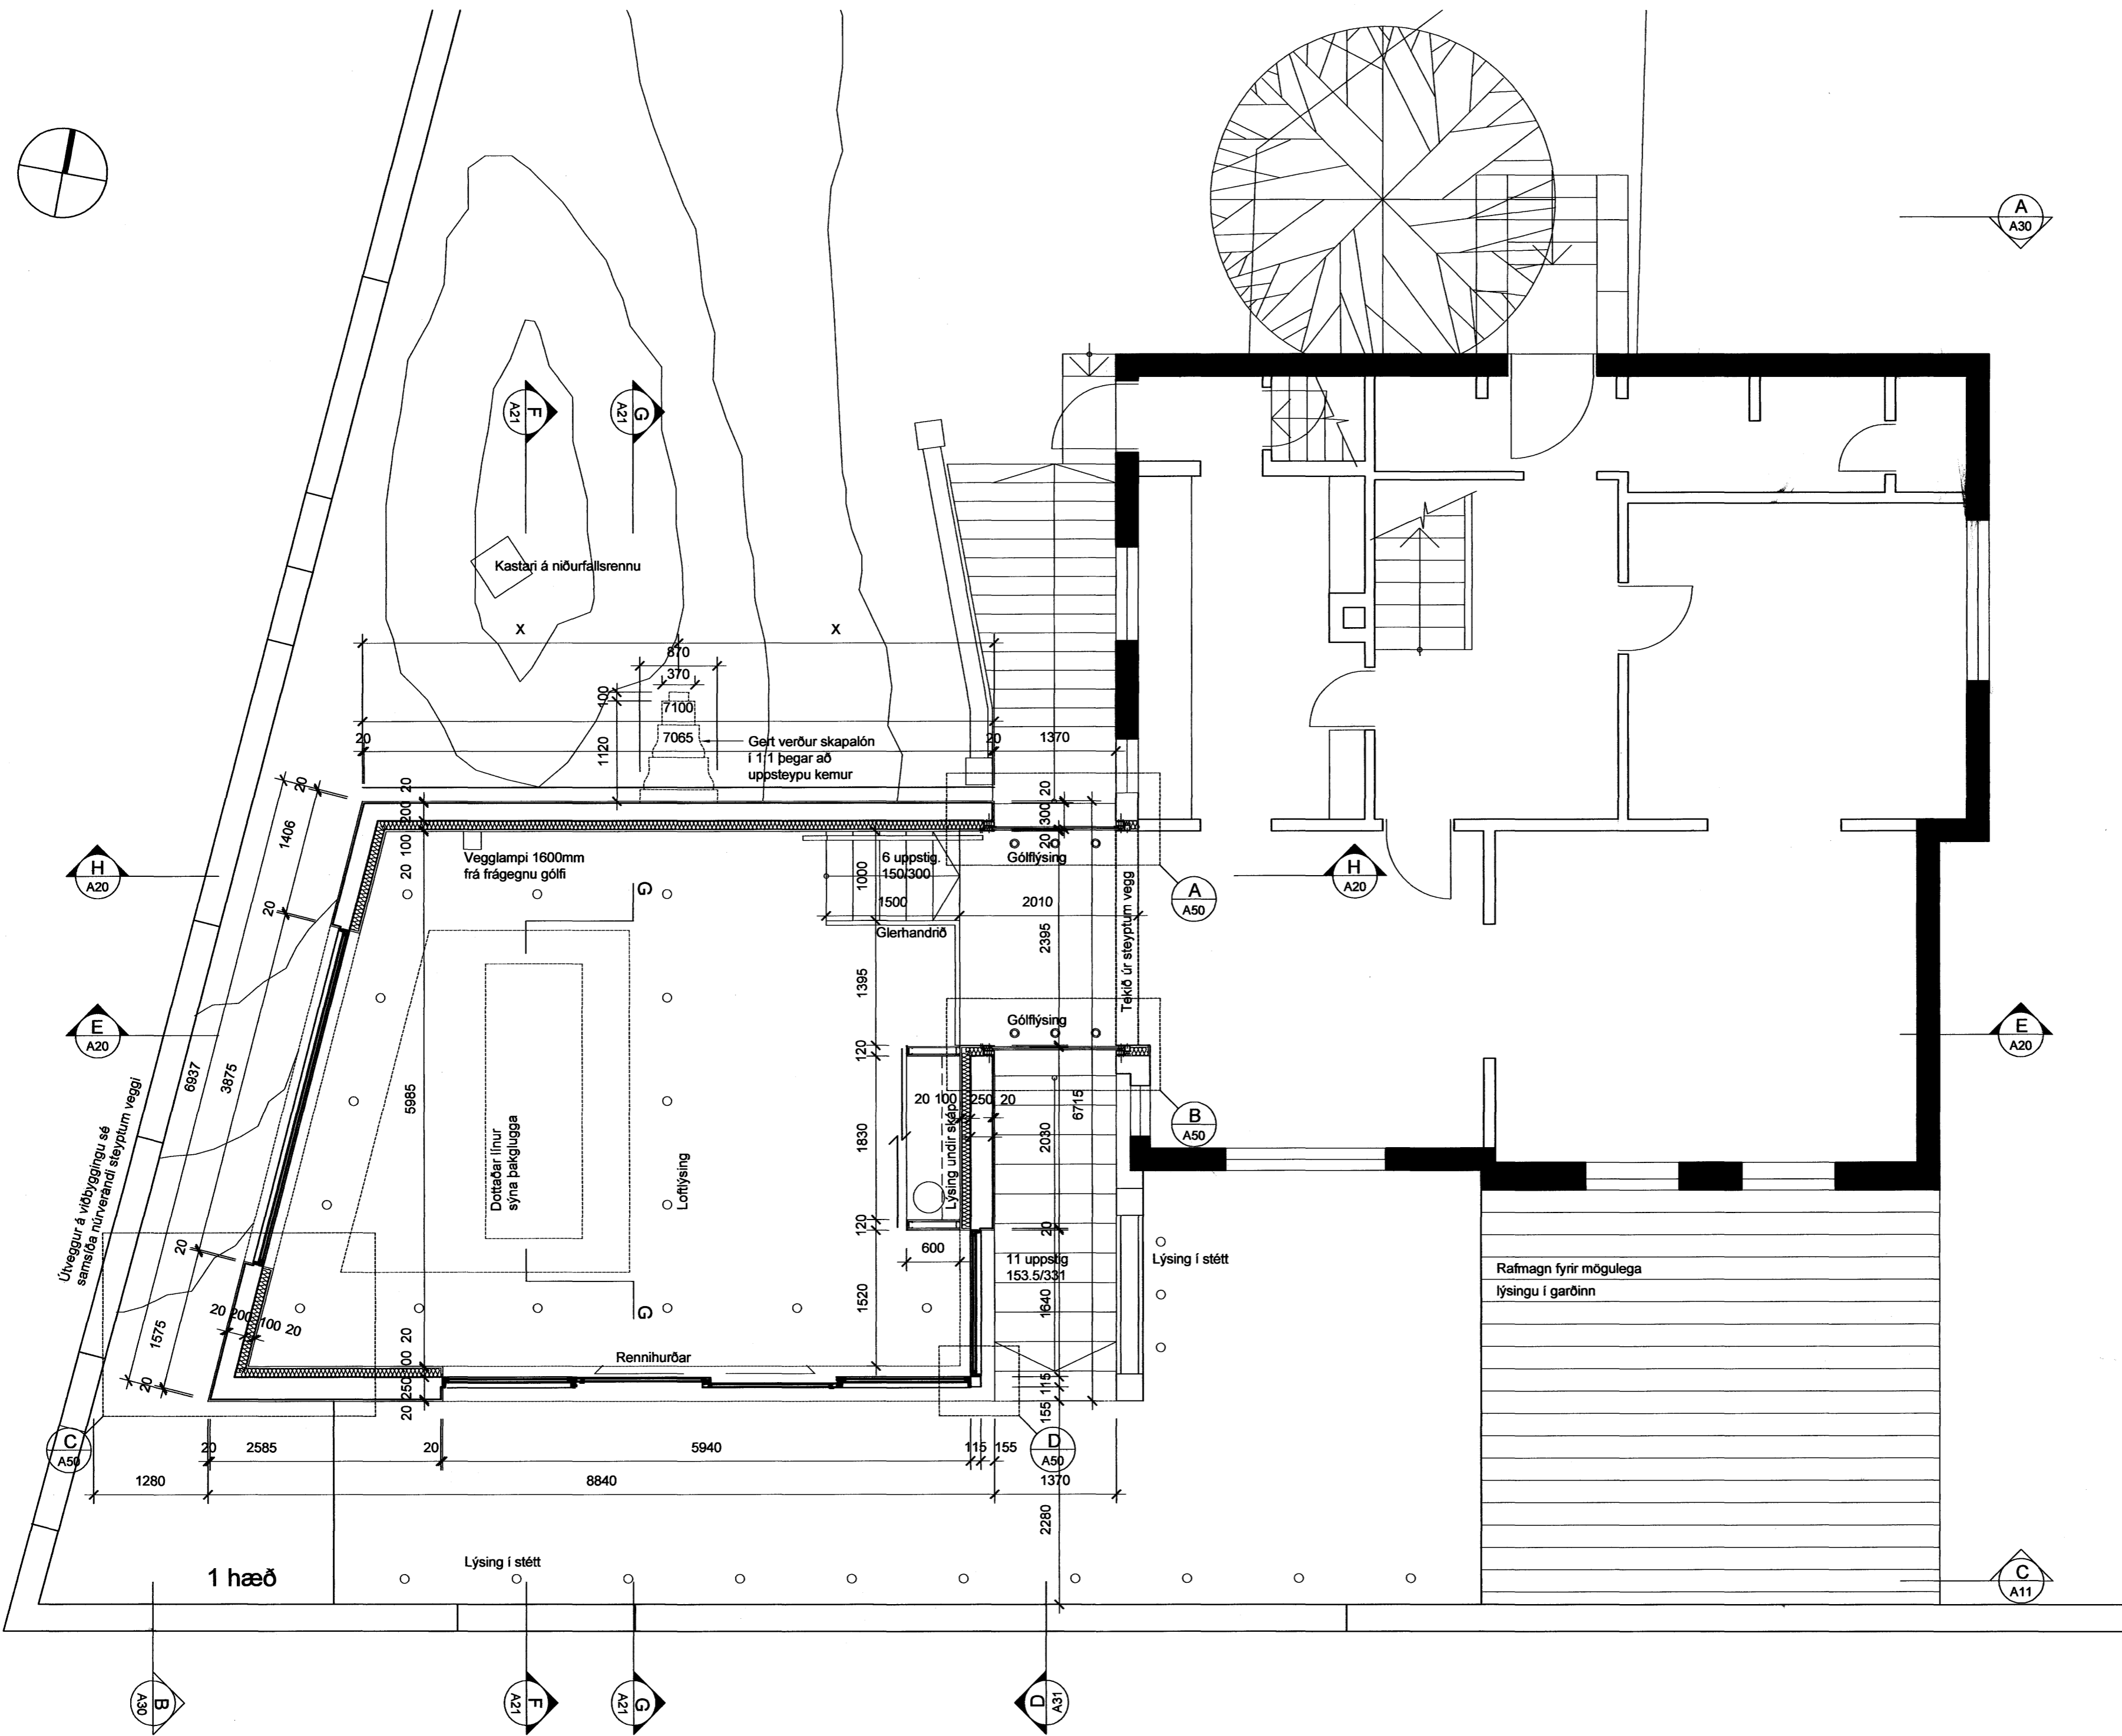 A
A30
F
A21
G
A21
Kastari á niðurfallsrennu
X
X
870
370
100
7100
20
7065
20
1370
1120
Gert verður skapalón
í 1:1 þegar að
uppsteypu kemur
20
1406
20
200
100
20
20
300
20
Vegglampi 1600mm
frá frágegnu gólfi
6 uppstig.
150/300
1000
1500
2010
Gólflýsing
H
A20
H
A20
A
A50
G
20
Glerhandrið
2395
Tekið úr steyptum vegg
1395
E
A20
E
A20
Gólflýsing
120
6937
3875
5985
Dottaðar línur
sýna þakglugga
Loftlýsing
20 100
250
20
6715
B
A50
1830
2030
Lýsing undir skáp
Útveggur á viðbyggingu sé
samsíða núrverandi steyptum veggi
120
20
20
600
11 uppstig
153.5/331
Lýsing í stétt
Rafmagn fyrir mögulega
lýsingu í garðinn
1520
1640
20 200
100 20
G
1575
20
Rennihurðar
20
250
20
115
155
C
A50
20
2585
20
5940
115
155
D
A50
1280
8840
1370
2280
1 hæð
Lýsing í stétt
C
A11
B
A30
F
A21
G
A21
D
A31